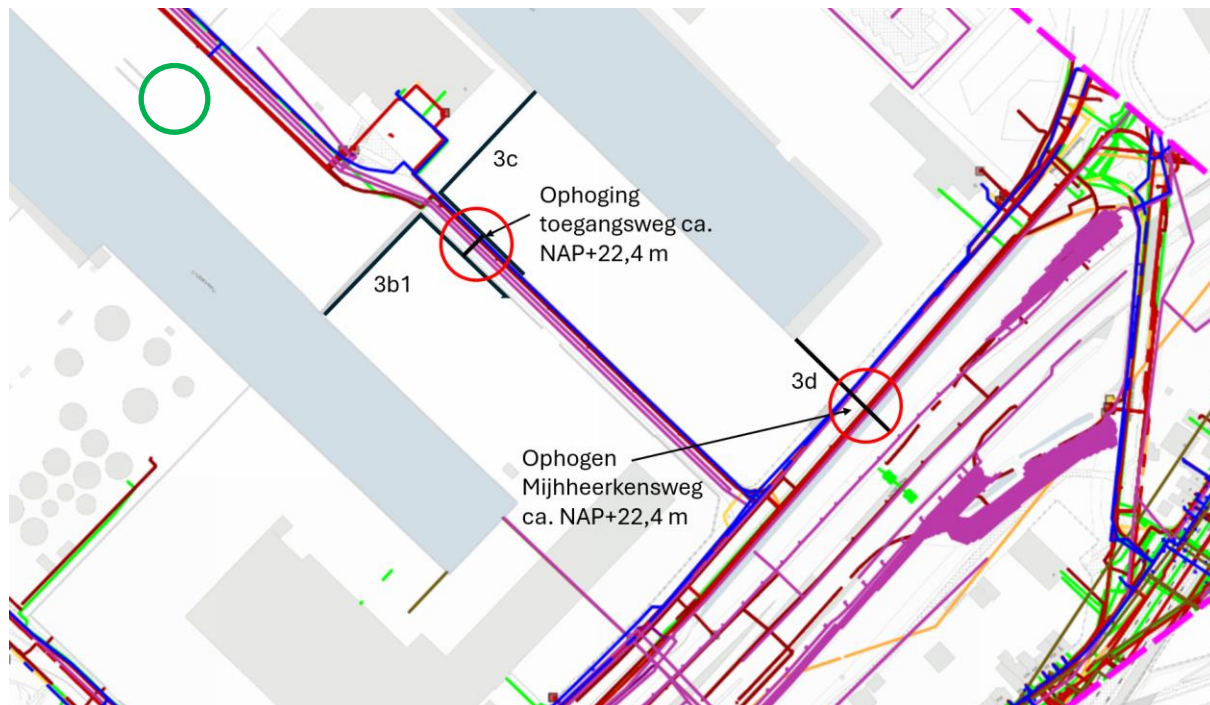 3c
Ophoging
toegangsweg ca.
NAP+22,4 m
3b1
3d
Ophogen
Mijhheerkensweg
ca. NAP+22,4 m